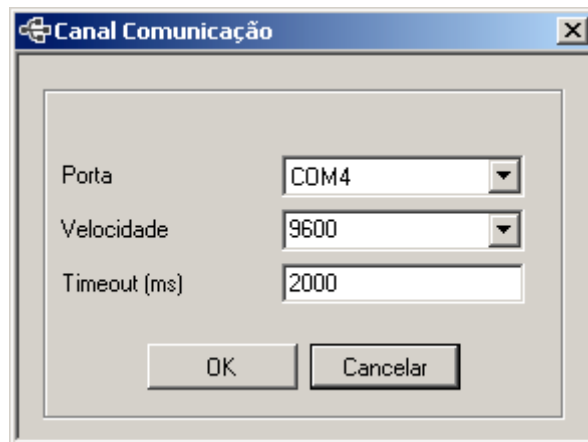 Canal Comunicação
Porta COM4
Velocidade 9600
Timeout (ms) 2000
OK Cancelar